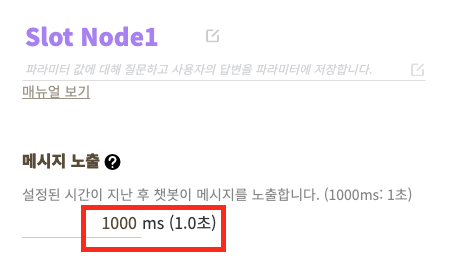 Slot Node1
파라미터 값에 대해 질문하고 사용자의 답변을 파라미터에 저장합니다.
매뉴얼 보기
메시지 노출 ?
설정된 시간이 지난 후 챗봇이 메시지를 노출합니다. (1000ms: 1초)
1000 ms (1.0초)